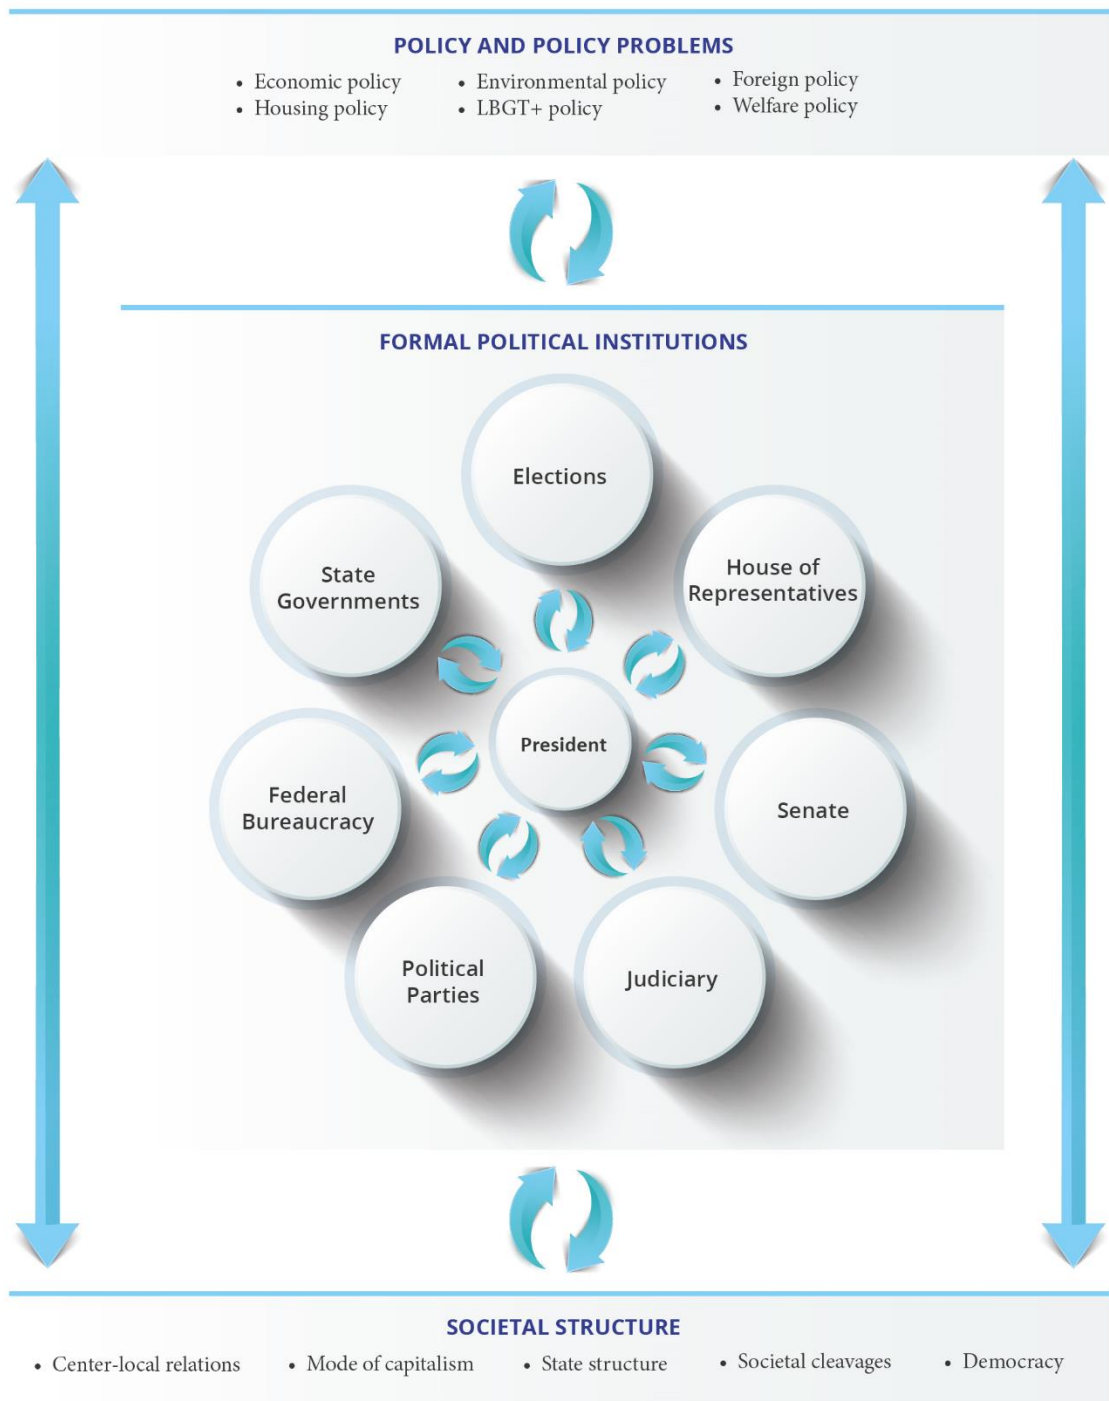 POLICY AND POLICY PROBLEMS
• Economic policy
• Housing policy
• Environmental policy
• LBGT+ policy
• Foreign policy
• Welfare policy
FORMAL POLITICAL INSTITUTIONS
Elections
House of
Representatives
State
Governments
President
Federal
Bureaucracy
Senate
Political
Parties
Judiciary
SOCIETAL STRUCTURE
• Center-local relations
• Mode of capitalism
• State structure
• Societal cleavages
• Democracy